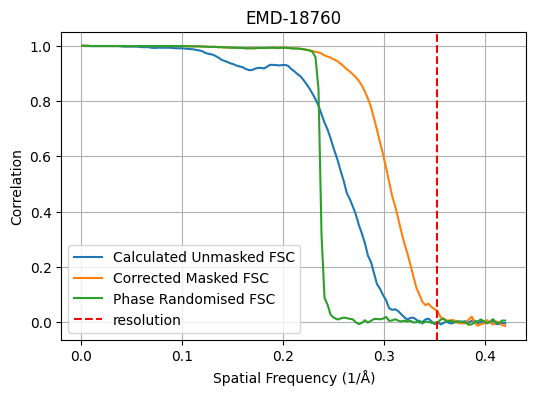 EMD-18760
Correlation
1.0
0.8
0.6
0.4
0.2
0.0
Calculated Unmasked FSC
Corrected Masked FSC
Phase Randomised FSC
resolution
0.0 0.1 0.2 0.3 0.4
Spatial Frequency (1/Å)